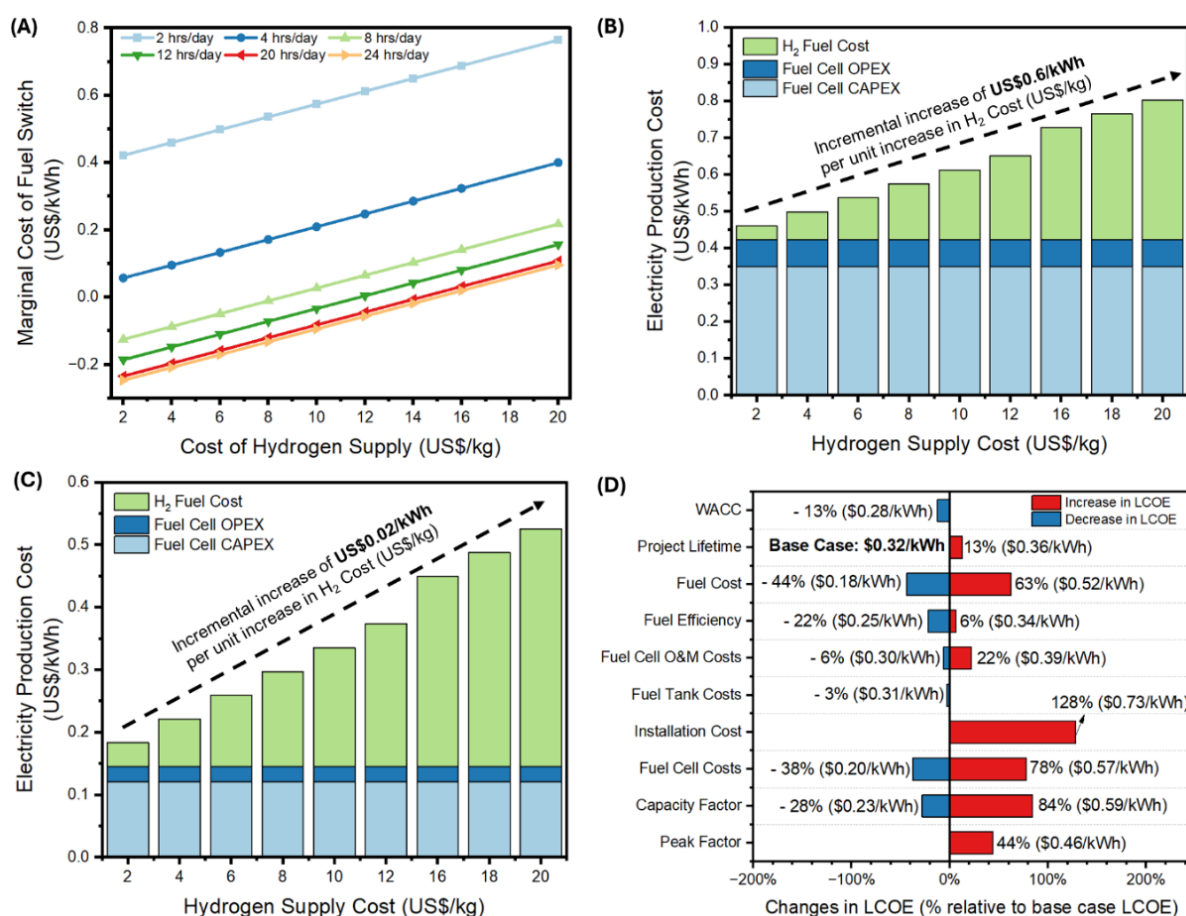 (A)
2 hrs/day 4 hrs/day 8 hrs/day
12 hrs/day 20 hrs/day 24 hrs/day
Marginal Cost of Fuel Switch
(US$/kWh)
0.8
0.6
0.4
0.2
0.0
−0.2
2 4 6 8 10 12 14 16 18 20
Cost of Hydrogen Supply (US$/kg)
(B)
H₂ Fuel Cost
Fuel Cell OPEX
Fuel Cell CAPEX
Incremental increase of US$0.6/kWh
per unit increase in H₂ Cost (US$/kg)
Electricity Production Cost
(US$/kWh)
1.0
0.9
0.8
0.7
0.6
0.5
0.4
0.3
0.2
0.1
0.0
2 4 6 8 10 12 16 18 20
Hydrogen Supply Cost (US$/kg)
(C)
H₂ Fuel Cost
Fuel Cell OPEX
Fuel Cell CAPEX
Incremental increase of US$0.02/kWh
per unit increase in H₂ Cost (US$/kg)
Electricity Production Cost
(US$/kWh)
0.6
0.5
0.4
0.3
0.2
0.1
0.0
2 4 6 8 10 12 16 18 20
Hydrogen Supply Cost (US$/kg)
(D)
Increase in LCOE
Decrease in LCOE
WACC - 13% ($0.28/kWh)
Project Lifetime Base Case: $0.32/kWh 13% ($0.36/kWh)
Fuel Cost - 44% ($0.18/kWh) 63% ($0.52/kWh)
Fuel Efficiency - 22% ($0.25/kWh) 6% ($0.34/kWh)
Fuel Cell O&M Costs - 6% ($0.30/kWh) 22% ($0.39/kWh)
Fuel Tank Costs - 3% ($0.31/kWh)
Installation Cost 128% ($0.73/kWh)
Fuel Cell Costs - 38% ($0.20/kWh) 78% ($0.57/kWh)
Capacity Factor - 28% ($0.23/kWh) 84% ($0.59/kWh)
Peak Factor 44% ($0.46/kWh)
−200% −100% 0% 100% 200%
Changes in LCOE (% relative to base case LCOE)